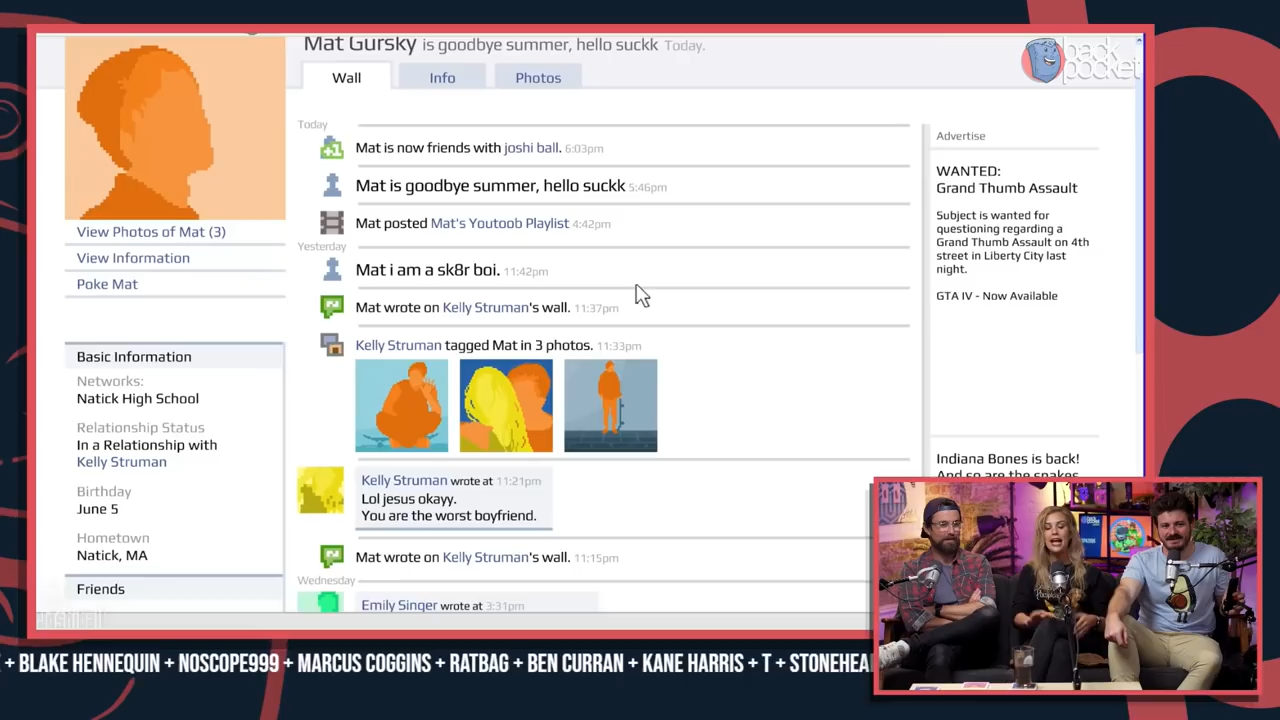 Mat Gursky is goodbye summer, hello suckk Today.
back pocket
Wall
Info
Photos
Today
Mat is now friends with joshi ball. 6:03pm
Mat is goodbye summer, hello suckk 5:46pm
Mat posted Mat's Youtoob Playlist 4:42pm
Yesterday
Mat i am a sk8r boi. 11:42pm
Mat wrote on Kelly Struman's wall. 11:37pm
Kelly Struman tagged Mat in 3 photos. 11:33pm
Kelly Struman wrote at 11:21pm
Lol jesus okayy.
You are the worst boyfriend.
Mat wrote on Kelly Struman's wall. 11:15pm
Wednesday
Emily Singer wrote at 3:31pm
View Photos of Mat (3)
View Information
Poke Mat
Basic Information
Networks:
Natick High School
Relationship Status
In a Relationship with
Kelly Struman
Birthday
June 5
Hometown
Natick, MA
Friends
Advertise
WANTED:
Grand Thumb Assault
Subject is wanted for
questioning regarding a
Grand Thumb Assault on 4th
street in Liberty City last
night.
GTA IV - Now Available
Indiana Bones is back!
And so are the snakes
+ BLAKE HENNEQUIN + NOSCOPE999 + MARCUS COGGINS + RATBAG + BEN CURRAN + KANE HARRIS + T + STONEHEA